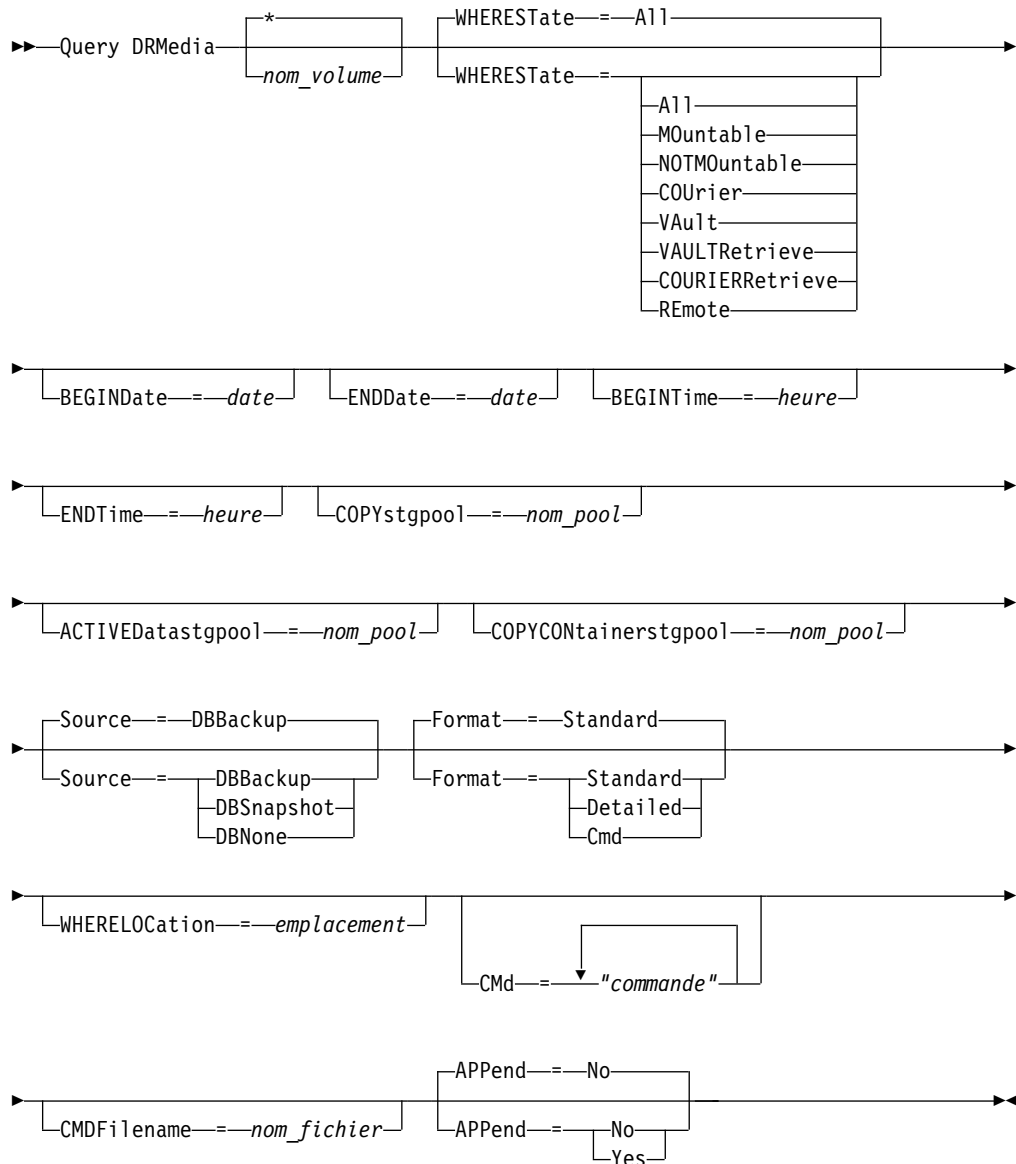 *
WHERESTate = All
Query DRMedia
nom_volume
WHERESTate =
All
MOuntable
NOTMOuntable
COUrier
VAult
VAULTRetrieve
COURIERRetrieve
REmote
BEGINDate = date
ENDDate = date
BEGINTime = heure
ENDTime = heure
COPYstgpool = nom_pool
ACTIVEDatastgpool = nom_pool
COPYCONtainerstgpool = nom_pool
Source = DBBackup
Format = Standard
Source = DBBackup
Format = Standard
DBSnapshot
Detailed
DBNone
Cmd
WHERELOCation = emplacement
CMd = "commande"
APPend = No
CMDFilename = nom_fichier
APPend = No
Yes